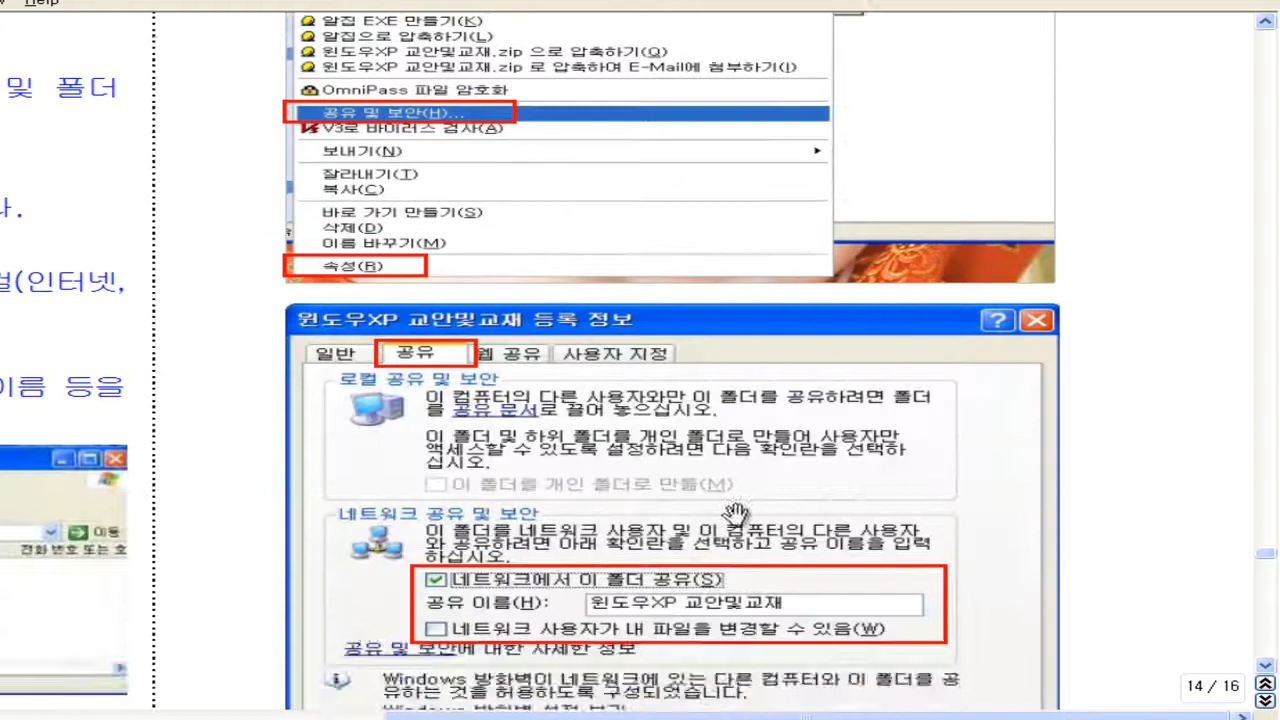 Help
및 폴더
다.
컬(인터넷,
이름 등을
이동
전화 번호 또는 호
알집 EXE 만들기(K)
알집으로 압축하기(L)
윈도우XP 교안및교재.zip 으로 압축하기(Q)
윈도우XP 교안및교재.zip 로 압축하여 E-Mail에 첨부하기(I)
OmniPass 파일 암호화
공유 및 보안(H)...
V3로 바이러스 검사(A)
보내기(N)
잘라내기(T)
복사(C)
바로 가기 만들기(S)
삭제(D)
이름 바꾸기(M)
속성(R)
윈도우XP 교안및교재 등록 정보
일반 공유 웹 공유 사용자 지정
로컬 공유 및 보안
이 컴퓨터의 다른 사용자와만 이 폴더를 공유하려면 폴더
를 공유 문서로 끌어 놓으십시오.
이 폴더 및 하위 폴더를 개인 폴더로 만들어 사용자만
액세스할 수 있도록 설정하려면 다음 확인란을 선택하
십시오.
이 폴더를 개인 폴더로 만듦(M)
네트워크 공유 및 보안
이 폴더를 네트워크 사용자 및 이 컴퓨터의 다른 사용자
와 공유하려면 아래 확인란을 선택하고 공유 이름을 입력
하십시오.
네트워크에서 이 폴더 공유(S)
공유 이름(H): 윈도우XP 교안및교재
네트워크 사용자가 내 파일을 변경할 수 있음(W)
공유 및 보안에 대한 자세한 정보
Windows 방화벽이 네트워크에 있는 다른 컴퓨터와 이 폴더를 공
유하는 것을 허용하도록 구성되었습니다.
Windows 방화벽 설정 보기
14 / 16